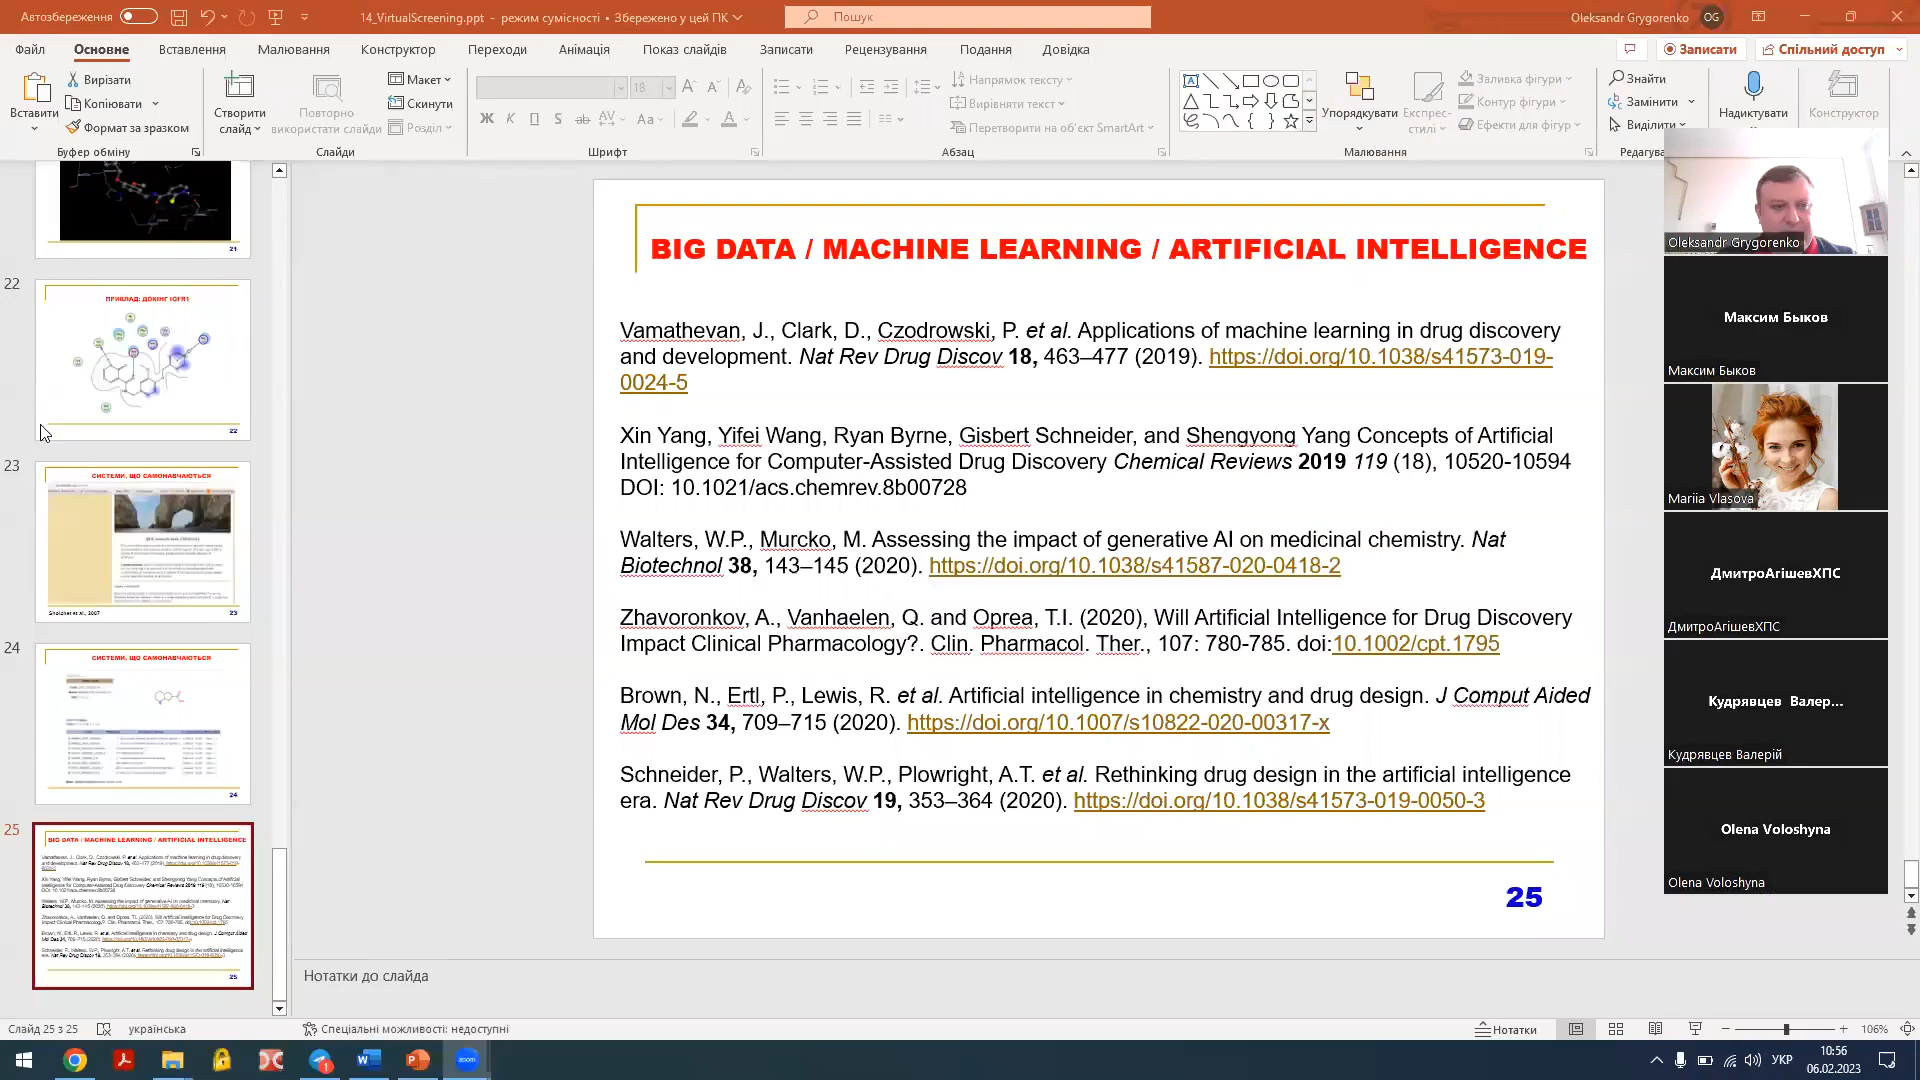 Автозбереження
14_VirtualScreening.ppt - режим сумісності • Збережено у цей ПК
Пошук
Oleksandr Grygorenko
OG
Файл
Основне
Вставлення
Малювання
Конструктор
Переходи
Анімація
Показ слайдів
Записати
Рецензування
Подання
Довідка
Записати
Спільний доступ
Вставити
Вирізати
Копіювати
Формат за зразком
Буфер обміну
Створити слайд
Повторно використати слайди
Макет
Скинути
Розділ
Слайди
18
Шрифт
Напрямок тексту
Вирівняти текст
Перетворити на об'єкт SmartArt
Абзац
Упорядкувати
Експрес-стилі
Заливка фігури
Контур фігури
Ефекти для фігур
Малювання
Знайти
Замінити
Виділити
Редагув
Надиктувати
Конструктор
21
22
ПРИКЛАД: ДОКІНГ IGFR1
22
23
СИСТЕМИ, ЩО САМОНАВЧАЮТЬСЯ
Shoichet et al., 2007
23
24
СИСТЕМИ, ЩО САМОНАВЧАЮТЬСЯ
24
25
BIG DATA / MACHINE LEARNING / ARTIFICIAL INTELLIGENCE
25
BIG DATA / MACHINE LEARNING / ARTIFICIAL INTELLIGENCE
Vamathevan, J., Clark, D., Czodrowski, P. et al. Applications of machine learning in drug discovery
and development. Nat Rev Drug Discov 18, 463–477 (2019). https://doi.org/10.1038/s41573-019-
0024-5
Xin Yang, Yifei Wang, Ryan Byrne, Gisbert Schneider, and Shengyong Yang Concepts of Artificial
Intelligence for Computer-Assisted Drug Discovery Chemical Reviews 2019 119 (18), 10520-10594
DOI: 10.1021/acs.chemrev.8b00728
Walters, W.P., Murcko, M. Assessing the impact of generative AI on medicinal chemistry. Nat
Biotechnol 38, 143–145 (2020). https://doi.org/10.1038/s41587-020-0418-2
Zhavoronkov, A., Vanhaelen, Q. and Oprea, T.I. (2020), Will Artificial Intelligence for Drug Discovery
Impact Clinical Pharmacology?. Clin. Pharmacol. Ther., 107: 780-785. doi:10.1002/cpt.1795
Brown, N., Ertl, P., Lewis, R. et al. Artificial intelligence in chemistry and drug design. J Comput Aided
Mol Des 34, 709–715 (2020). https://doi.org/10.1007/s10822-020-00317-x
Schneider, P., Walters, W.P., Plowright, A.T. et al. Rethinking drug design in the artificial intelligence
era. Nat Rev Drug Discov 19, 353–364 (2020). https://doi.org/10.1038/s41573-019-0050-3
25
Oleksandr Grygorenko
Максим Быков
Максим Быков
Mariia Vlasova
ДмитроАгішевХПС
ДмитроАгішевХПС
Кудрявцев Валер...
Кудрявцев Валерій
Olena Voloshyna
Olena Voloshyna
Нотатки до слайда
Слайд 25 з 25
українська
Спеціальні можливості: недоступні
Нотатки
106%
zoom
УКР
10:56
06.02.2023